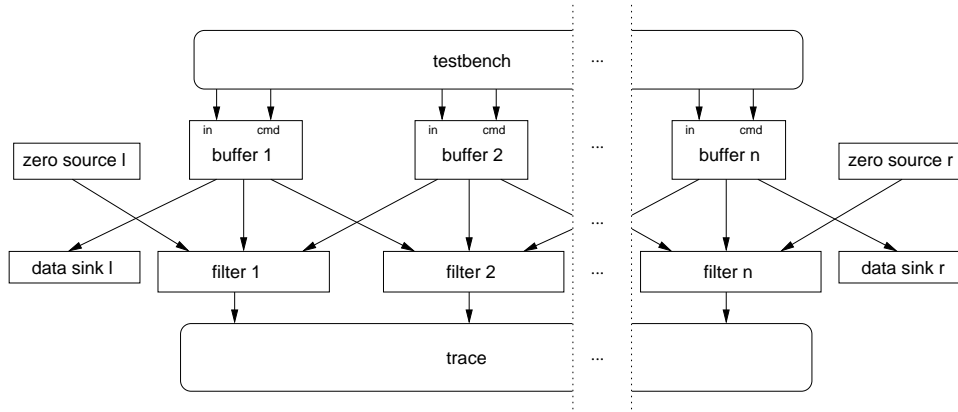 testbench
...
in cmd
buffer 1
in cmd
buffer 2
...
in cmd
buffer n
zero source l
zero source r
...
data sink l
filter 1
filter 2
...
filter n
data sink r
trace
...